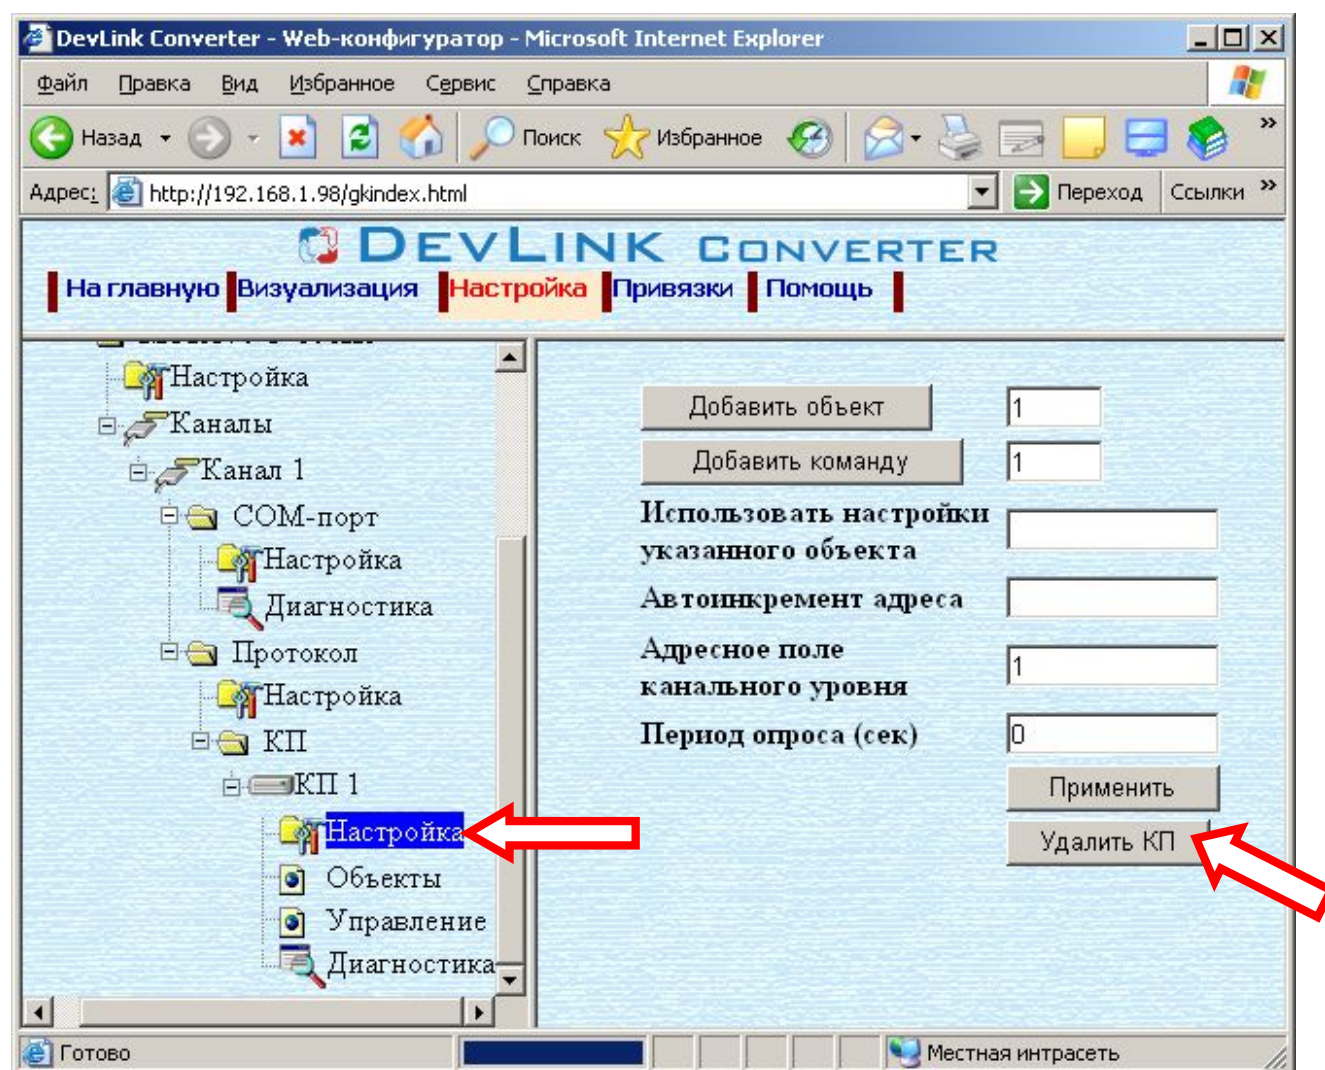 DevLink Converter - Web-конфигуратор - Microsoft Internet Explorer
Файл Правка Вид Избранное Сервис Справка
Назад Поиск Избранное »
Адрес: http://192.168.1.98/gkindex.html Переход Ссылки »
DEVLINK CONVERTER
На главную Визуализация Настройка Привязки Помощь
Настройка
Каналы
Канал 1
COM-порт
Настройка
Диагностика
Протокол
Настройка
КП
КП 1
Настройка
Объекты
Управление
Диагностика
Добавить объект 1
Добавить команду 1
Использовать настройки
указанного объекта
Автоинкремент адреса
Адресное поле
канального уровня 1
Период опроса (сек) 0
Применить
Удалить КП
Готово Местная интрасеть